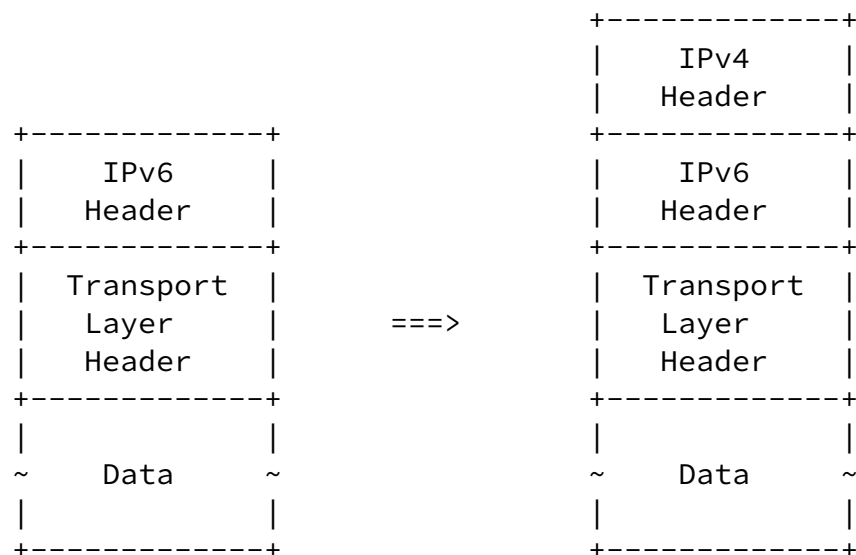 +-------------+
                                |    IPv4     |
                                |   Header    |
+-------------+                 +-------------+
|    IPv6     |                 |    IPv6     |
|   Header    |                 |   Header    |
+-------------+                 +-------------+
|  Transport  |                 |  Transport  |
|   Layer     |      ===>       |   Layer     |
|   Header    |                 |   Header    |
+-------------+                 +-------------+
|             |                 |             |
~    Data     ~                 ~    Data     ~
|             |                 |             |
+-------------+                 +-------------+